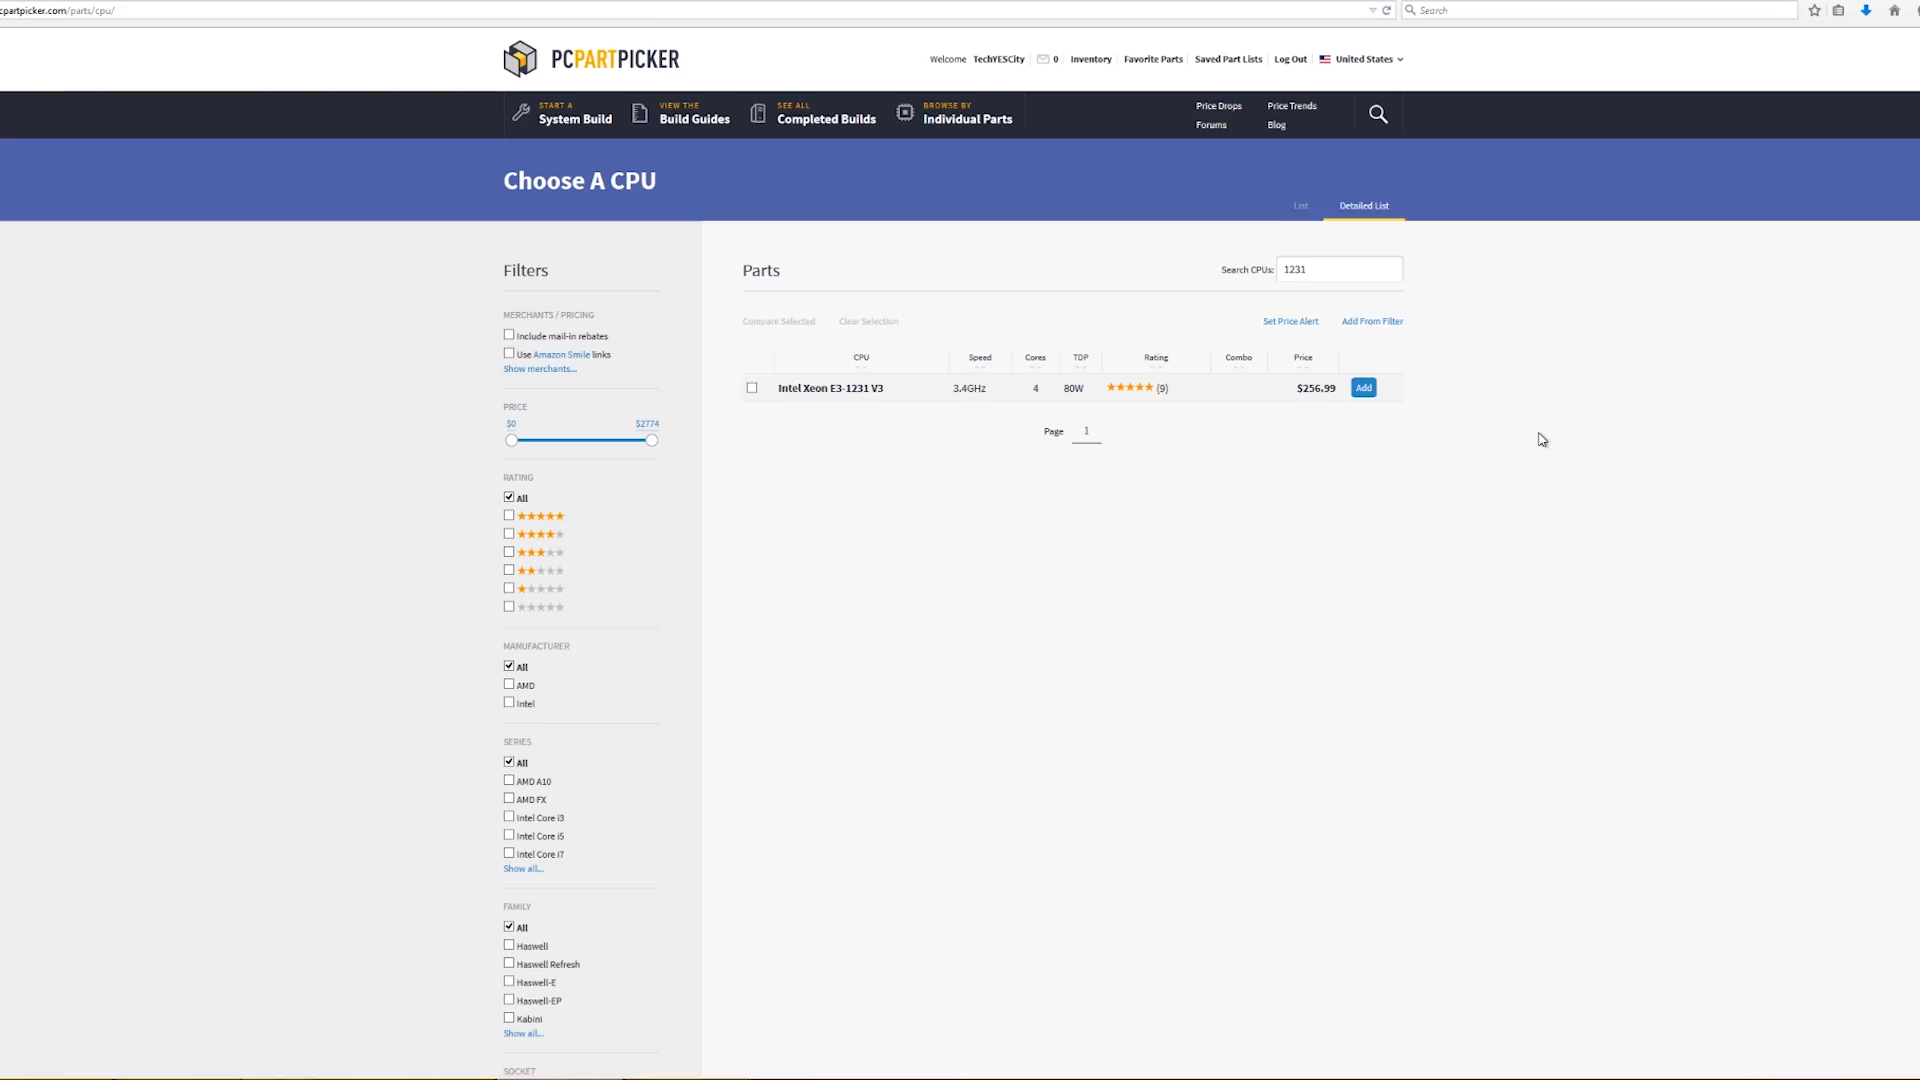 cpartpicker.com/parts/cpu/
Search
PCPARTPICKER
Welcome TechYESCity 0 Inventory Favorite Parts Saved Part Lists Log Out United States
START A
System Build
VIEW THE
Build Guides
SEE ALL
Completed Builds
BROWSE BY
Individual Parts
Price Drops Price Trends
Forums Blog
Choose A CPU
List Detailed List
Filters
MERCHANTS / PRICING
Include mail-in rebates
Use Amazon Smile links
Show merchants...
PRICE
$0 $2774
RATING
All
MANUFACTURER
All
AMD
Intel
SERIES
All
AMD A10
AMD FX
Intel Core i3
Intel Core i5
Intel Core i7
Show all...
FAMILY
All
Haswell
Haswell Refresh
Haswell-E
Haswell-EP
Kabini
Show all...
SOCKET
Parts
Search CPUs: 1231
Compare Selected Clear Selection Set Price Alert Add From Filter
CPU Speed Cores TDP Rating Combo Price
Intel Xeon E3-1231 V3 3.4GHz 4 80W (9) $256.99 Add
Page 1